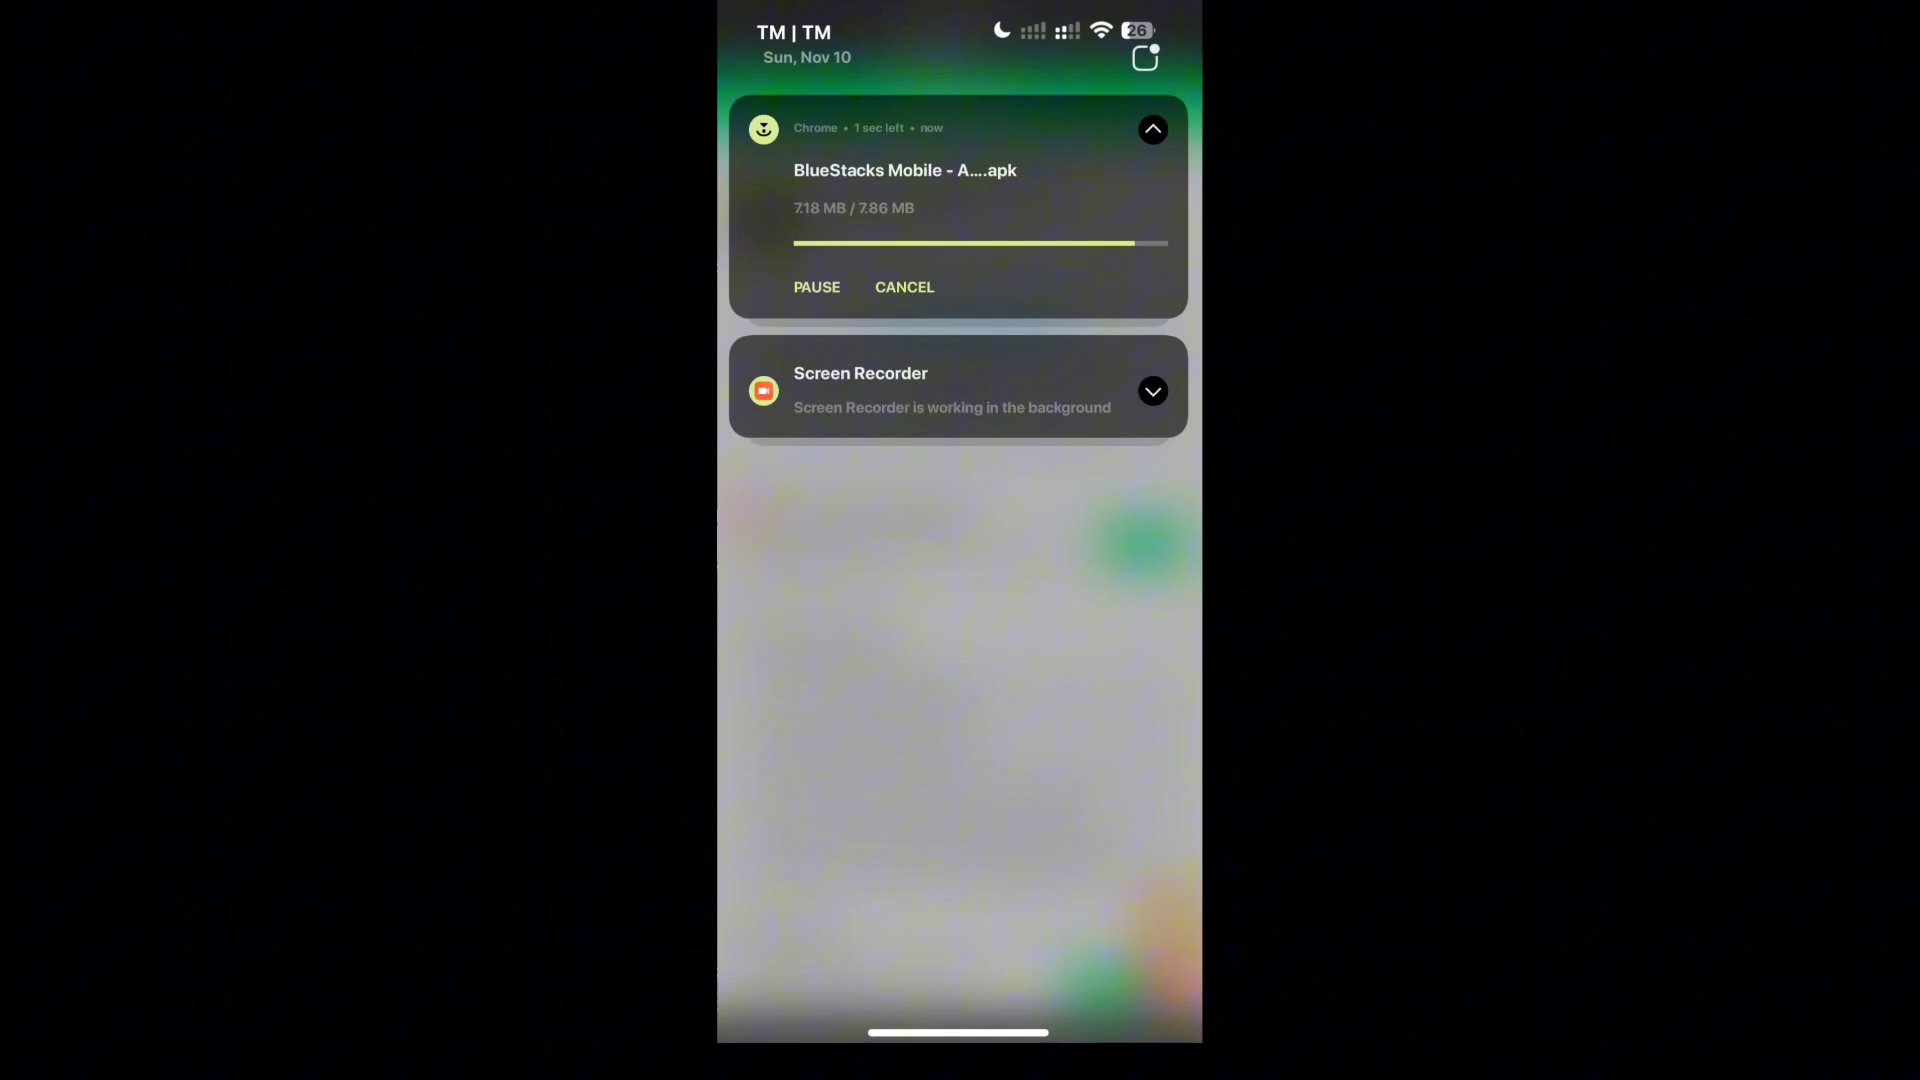 TM | TM
26
Sun, Nov 10
Chrome • 1 sec left • now
BlueStacks Mobile - A....apk
7.18 MB / 7.86 MB
PAUSE CANCEL
Screen Recorder
Screen Recorder is working in the background